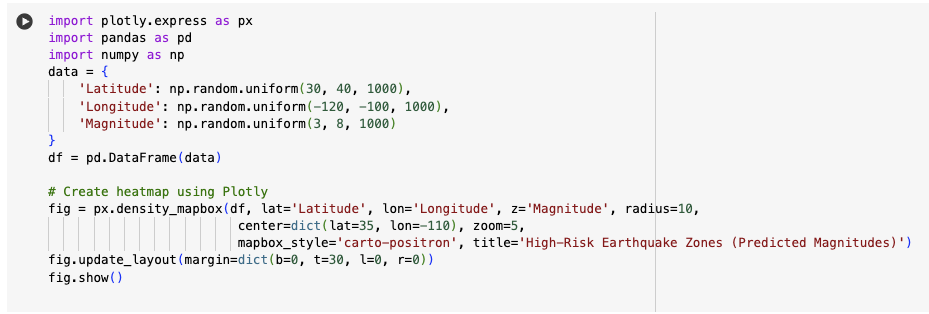 import plotly.express as px
import pandas as pd
import numpy as np
data = {
    'Latitude': np.random.uniform(30, 40, 1000),
    'Longitude': np.random.uniform(-120, -100, 1000),
    'Magnitude': np.random.uniform(3, 8, 1000)
}
df = pd.DataFrame(data)

# Create heatmap using Plotly
fig = px.density_mapbox(df, lat='Latitude', lon='Longitude', z='Magnitude', radius=10,
                        center=dict(lat=35, lon=-110), zoom=5,
                        mapbox_style='carto-positron', title='High-Risk Earthquake Zones (Predicted Magnitudes)')
fig.update_layout(margin=dict(b=0, t=30, l=0, r=0))
fig.show()